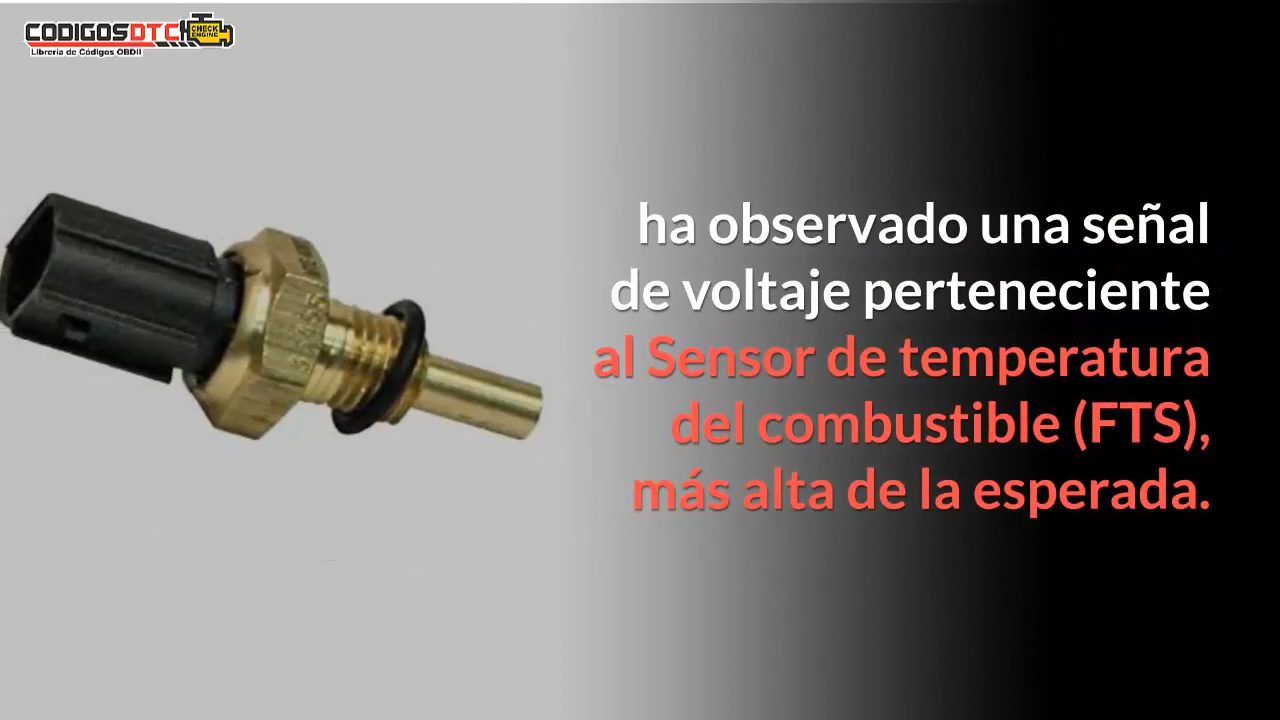 CODIGOSDTC
CHECK
ENGINE
Librería de Códigos OBDII
ha observado una señal
de voltaje perteneciente
al Sensor de temperatura
del combustible (FTS),
más alta de la esperada.